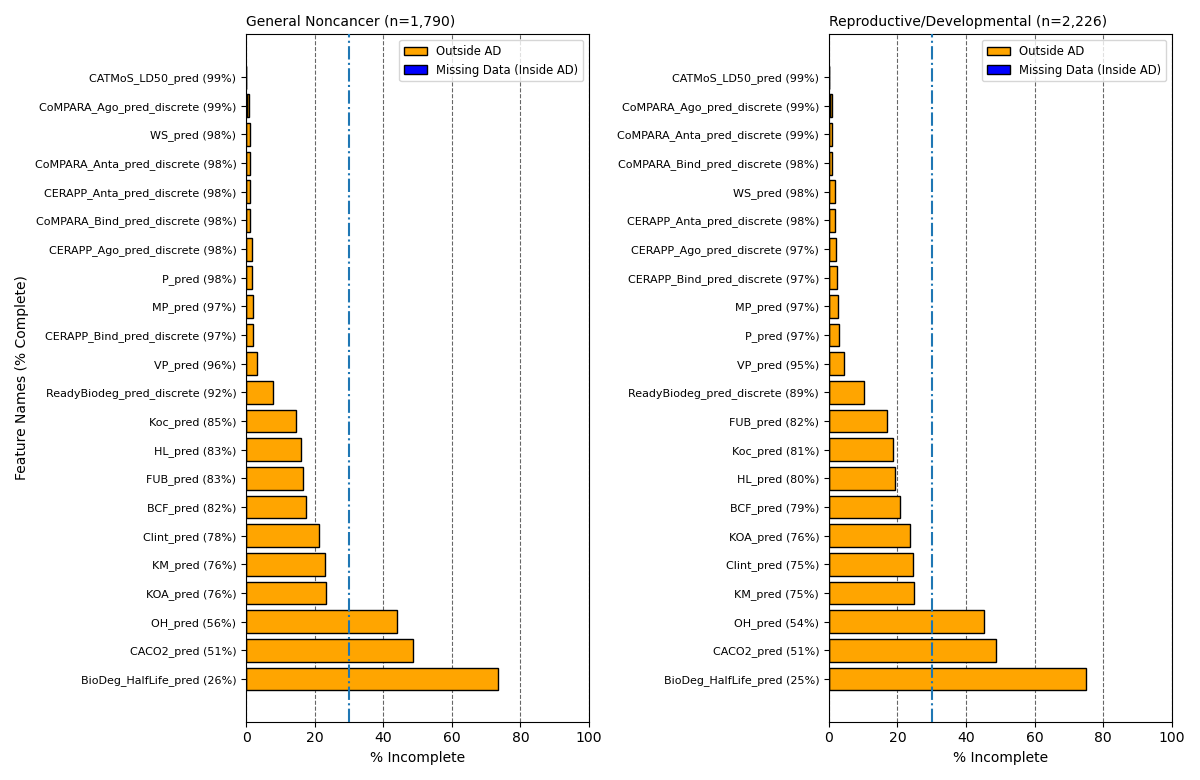 General Noncancer (n=1,790)
Outside AD
Missing Data (Inside AD)
Feature Names (% Complete)
CATMoS_LD50_pred (99%)
CoMPARA_Ago_pred_discrete (99%)
WS_pred (98%)
CoMPARA_Anta_pred_discrete (98%)
CERAPP_Anta_pred_discrete (98%)
CoMPARA_Bind_pred_discrete (98%)
CERAPP_Ago_pred_discrete (98%)
P_pred (98%)
MP_pred (97%)
CERAPP_Bind_pred_discrete (97%)
VP_pred (96%)
ReadyBiodeg_pred_discrete (92%)
Koc_pred (85%)
HL_pred (83%)
FUB_pred (83%)
BCF_pred (82%)
Clint_pred (78%)
KM_pred (76%)
KOA_pred (76%)
OH_pred (56%)
CACO2_pred (51%)
BioDeg_HalfLife_pred (26%)
0 20 40 60 80 100
% Incomplete
Reproductive/Developmental (n=2,226)
Outside AD
Missing Data (Inside AD)
CATMoS_LD50_pred (99%)
CoMPARA_Ago_pred_discrete (99%)
CoMPARA_Anta_pred_discrete (99%)
CoMPARA_Bind_pred_discrete (98%)
WS_pred (98%)
CERAPP_Anta_pred_discrete (98%)
CERAPP_Ago_pred_discrete (97%)
CERAPP_Bind_pred_discrete (97%)
MP_pred (97%)
P_pred (97%)
VP_pred (95%)
ReadyBiodeg_pred_discrete (89%)
FUB_pred (82%)
Koc_pred (81%)
HL_pred (80%)
BCF_pred (79%)
KOA_pred (76%)
Clint_pred (75%)
KM_pred (75%)
OH_pred (54%)
CACO2_pred (51%)
BioDeg_HalfLife_pred (25%)
0 20 40 60 80 100
% Incomplete